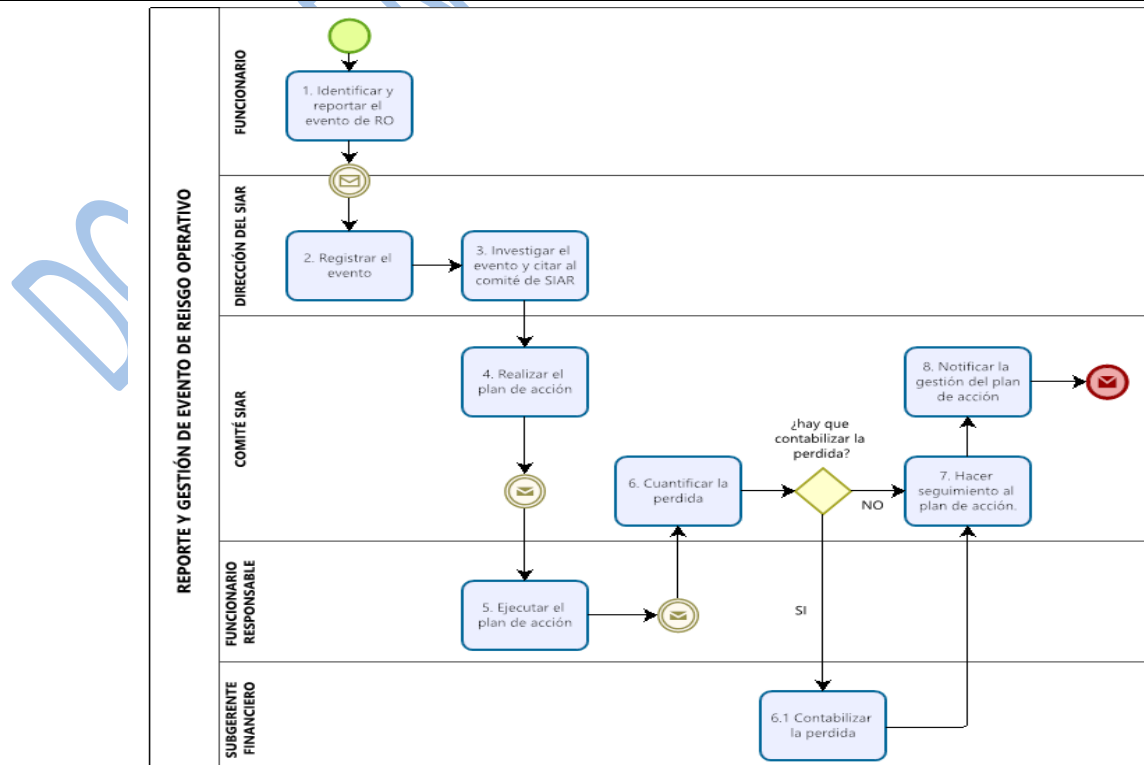 REPORTE Y GESTIÓN DE EVENTO DE REISGO OPERATIVO
FUNCIONARIO
1. Identificar y
reportar el
evento de RO
DIRECCIÓN DEL SIAR
2. Registrar el
evento
3. Investigar el
evento y citar al
comité de SIAR
COMITÉ SIAR
4. Realizar el
plan de acción
6. Cuantificar la
perdida
¿hay que
contabilizar la
perdida?
NO
SI
8. Notificar la
gestión del plan
de acción
7. Hacer
seguimiento al
plan de acción.
FUNCIONARIO
RESPONSABLE
5. Ejecutar el
plan de acción
SUBGERENTE
FINANCIERO
6.1 Contabilizar
la perdida